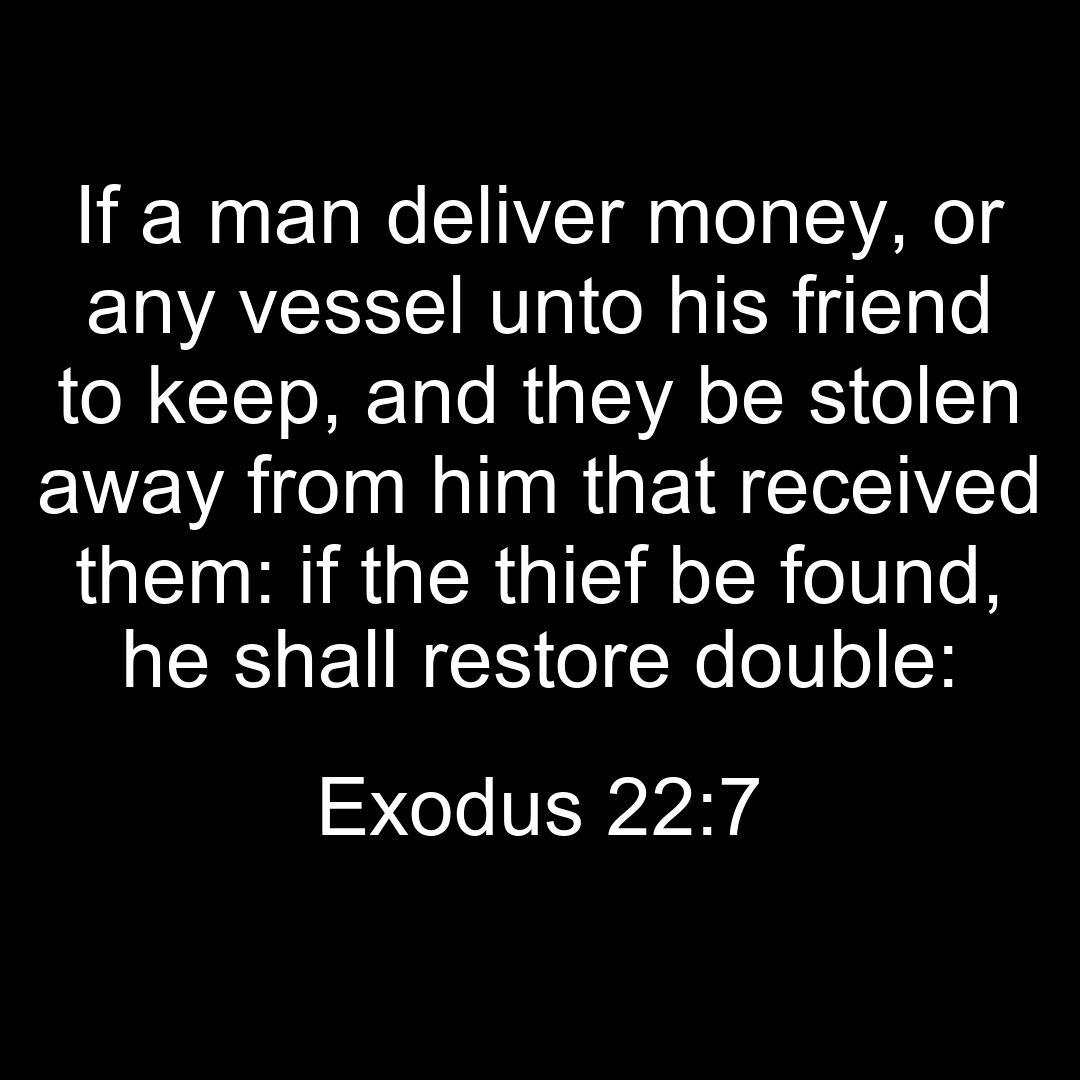 If a man deliver money, or
any vessel unto his friend
to keep, and they be stolen
away from him that received
them: if the thief be found,
he shall restore double:
Exodus 22:7